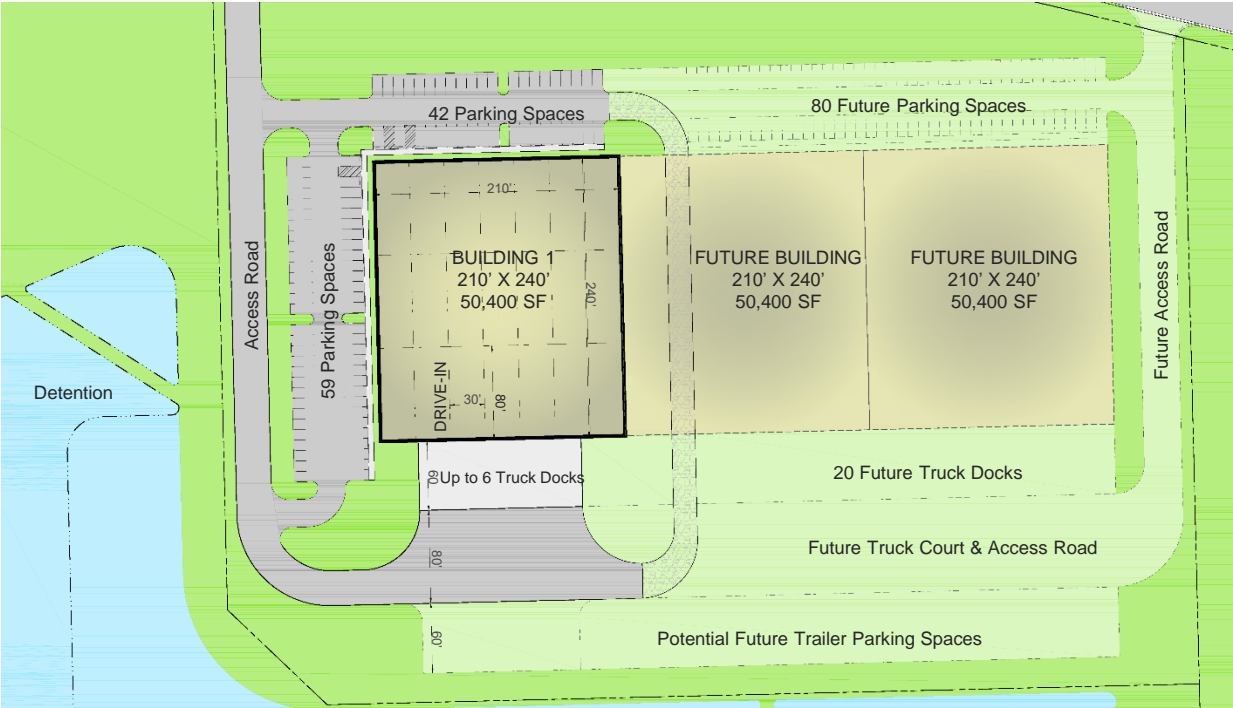 42 Parking Spaces
80 Future Parking Spaces
210'
BUILDING 1
210' X 240'
50,400 SF
240'
FUTURE BUILDING
210' X 240'
50,400 SF
FUTURE BUILDING
210' X 240'
50,400 SF
Access Road
59 Parking Spaces
Future Access Road
Detention
DRIVE-IN
30'
80'
60'
Up to 6 Truck Docks
20 Future Truck Docks
80'
Future Truck Court & Access Road
60'
Potential Future Trailer Parking Spaces